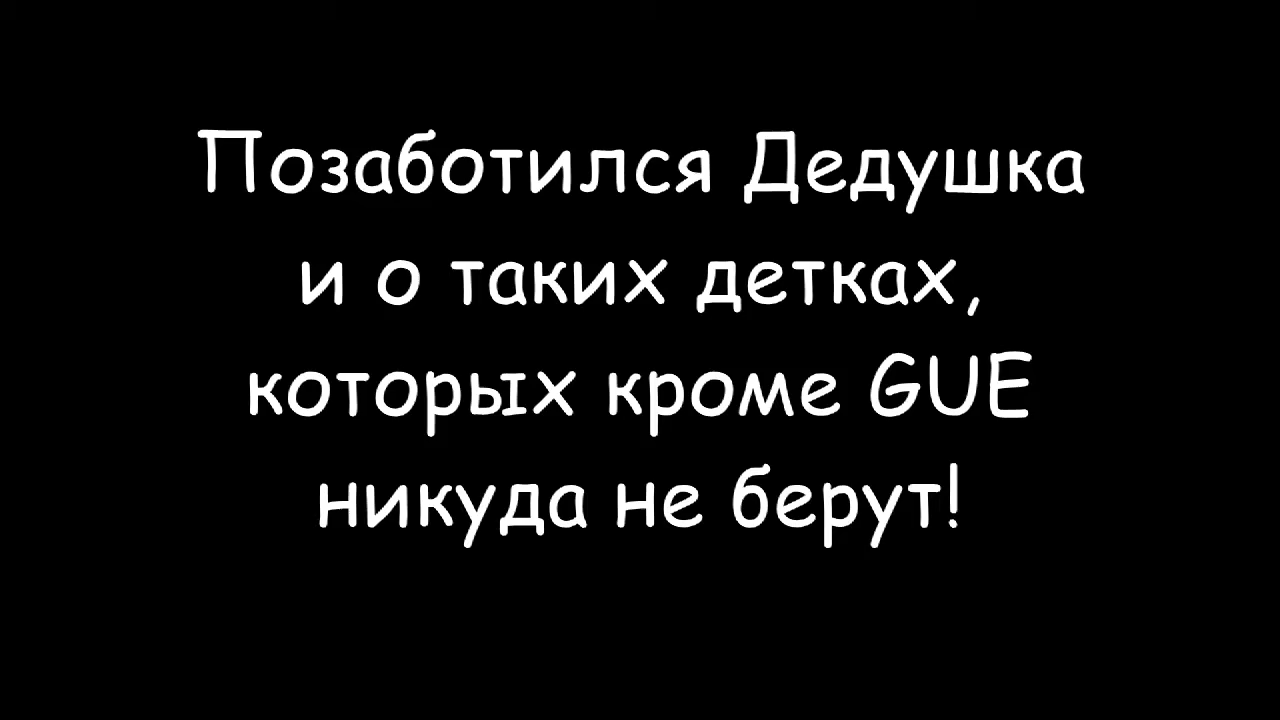 Позаботился Дедушка
и о таких детках,
которых кроме GUE
никуда не берут!